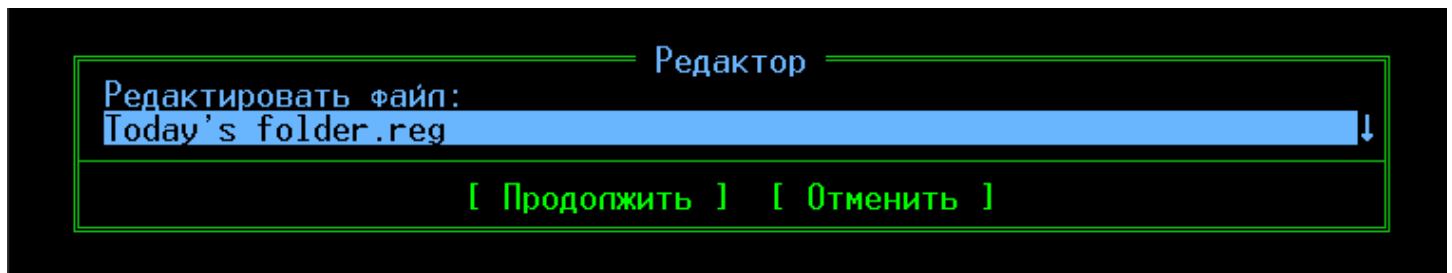 Редактор
Редактировать файл:
Today's folder.reg ↓
[ Продолжить ] [ Отменить ]